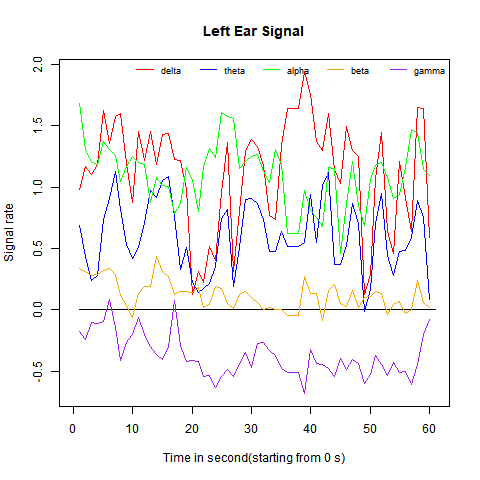 Left Ear Signal
delta theta alpha beta gamma
Signal rate
2.0
1.5
1.0
0.5
0.0
-0.5
0 10 20 30 40 50 60
Time in second(starting from 0 s)